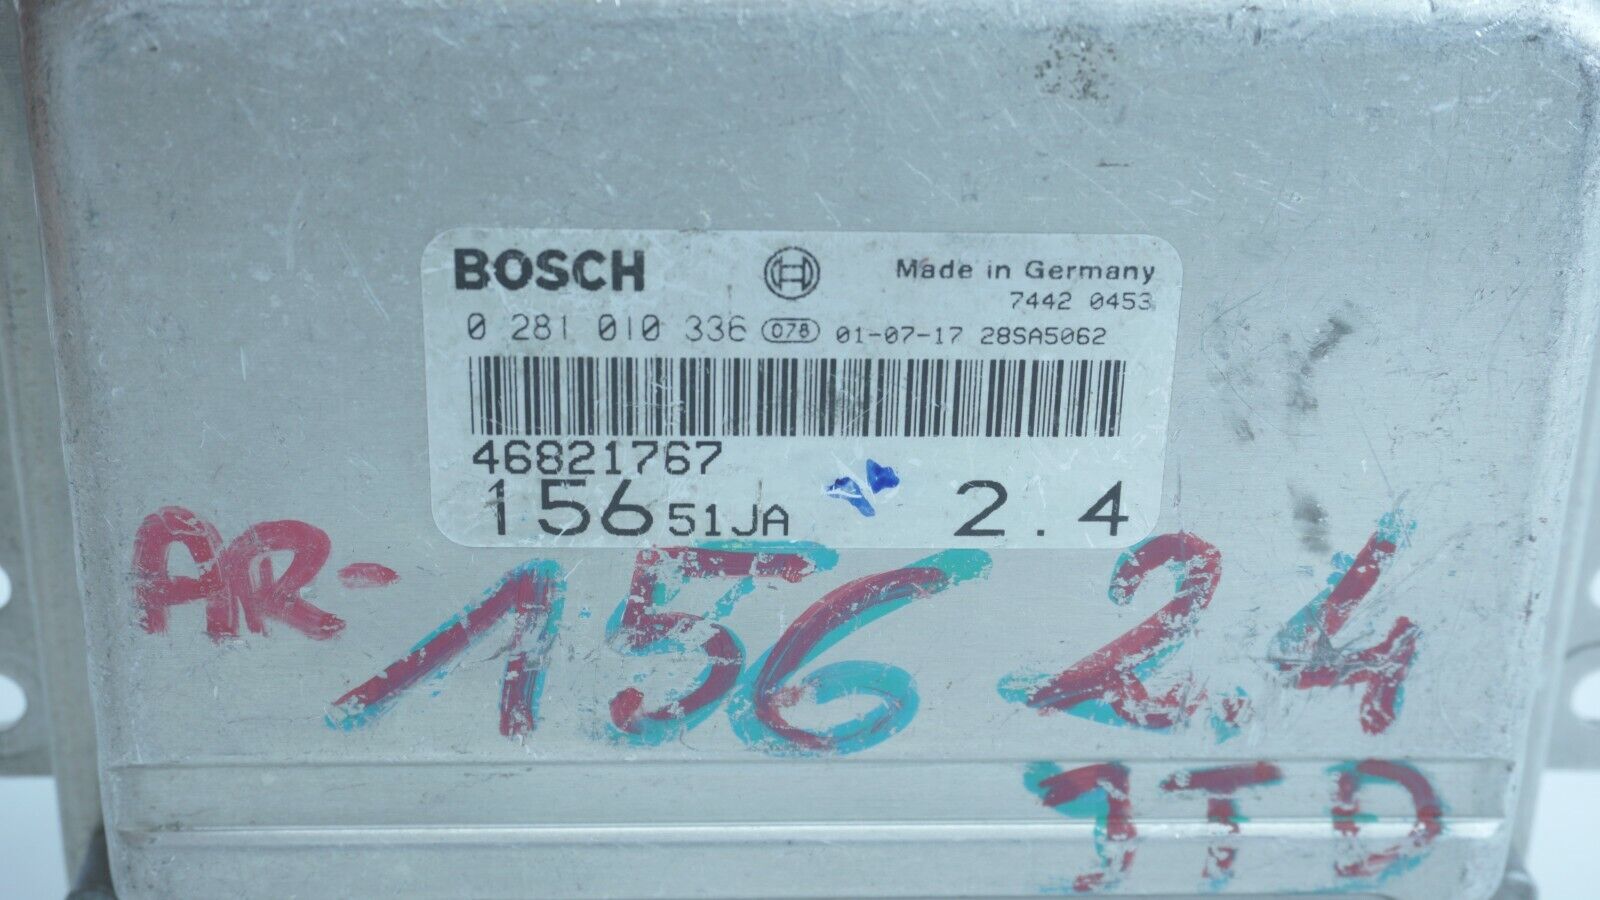 BOSCH Made in Germany
7442 0453
0 281 010 336 078 01-07-17 28SA5062
46821767
156 51JA 2.4
AR-156 2.4
JTD